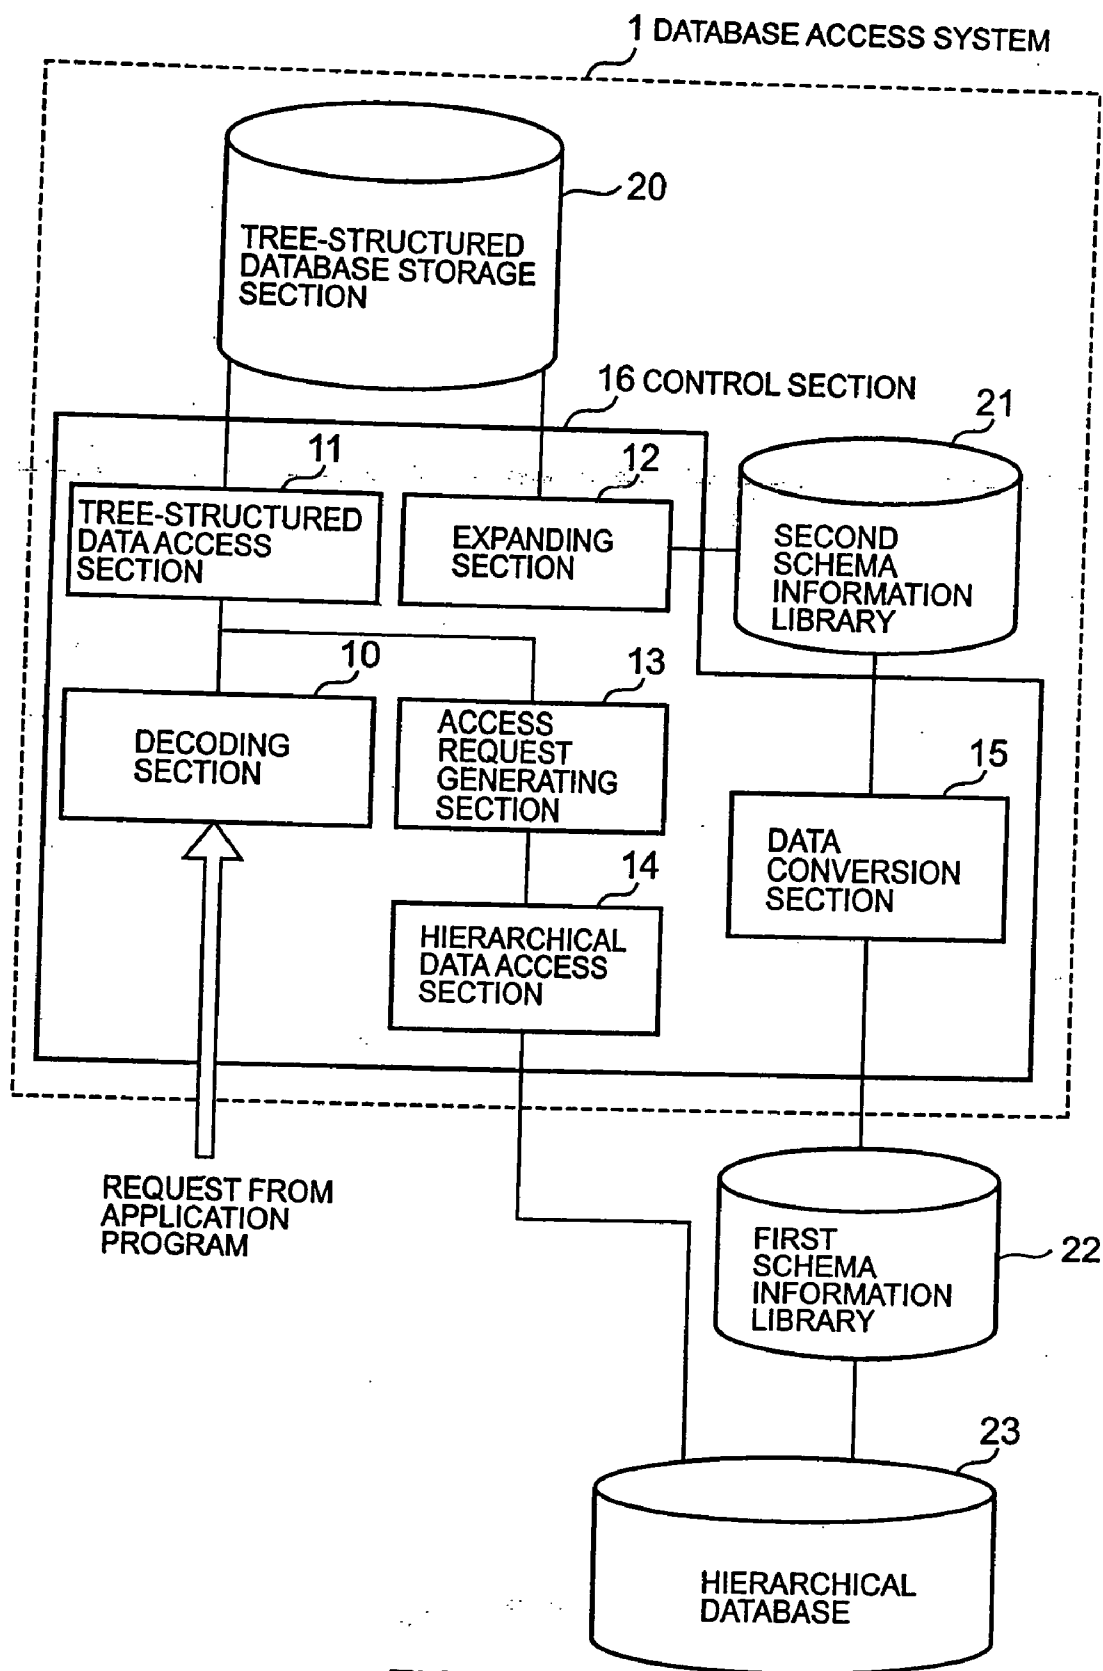 1 DATABASE ACCESS SYSTEM
20
TREE-STRUCTURED
DATABASE STORAGE
SECTION
16 CONTROL SECTION
21
11
TREE-STRUCTURED
DATA ACCESS
SECTION
12
EXPANDING
SECTION
SECOND
SCHEMA
INFORMATION
LIBRARY
10
DECODING
SECTION
13
ACCESS
REQUEST
GENERATING
SECTION
15
DATA
CONVERSION
SECTION
14
HIERARCHICAL
DATA ACCESS
SECTION
REQUEST FROM
APPLICATION
PROGRAM
FIRST
SCHEMA
INFORMATION
LIBRARY
22
23
HIERARCHICAL
DATABASE